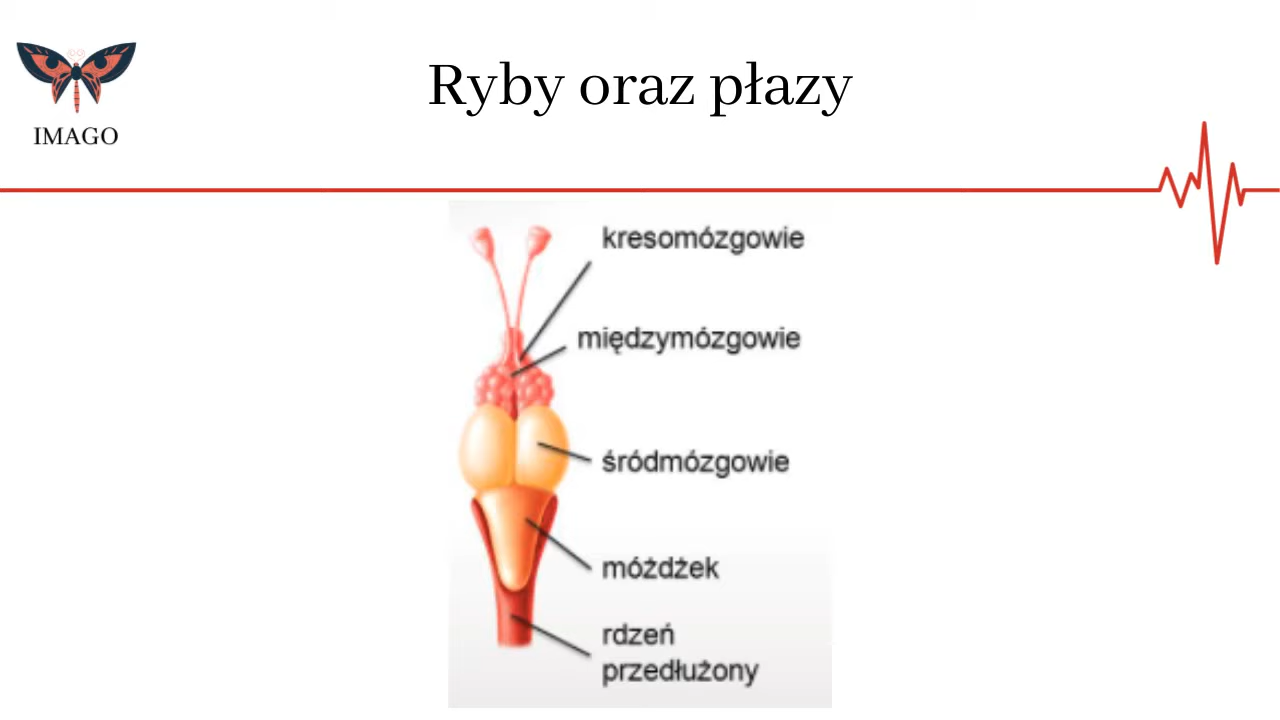 IMAGO
Ryby oraz płazy
kresomózgowie
międzymózgowie
śródmózgowie
móżdżek
rdzeń
przedłużony